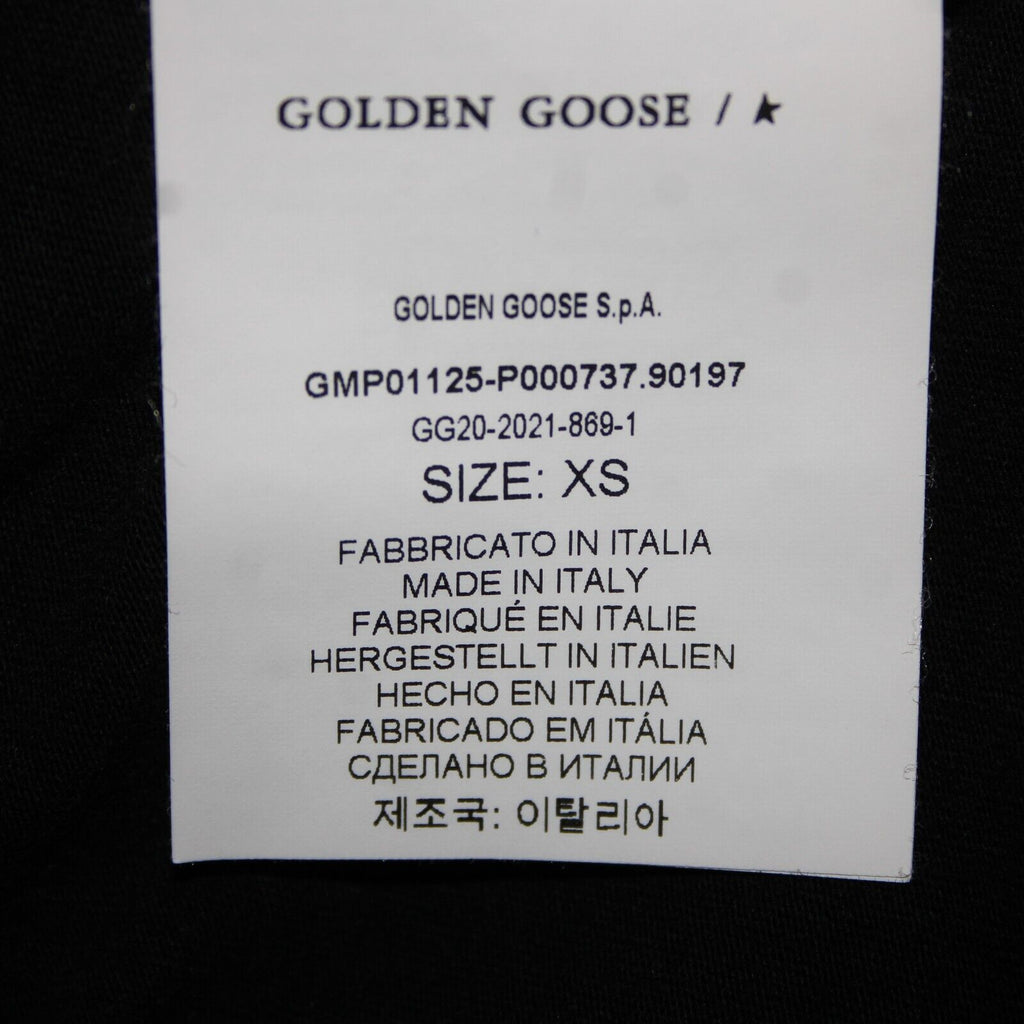 GOLDEN GOOSE / ★
GOLDEN GOOSE S.p.A.
GMP01125-P000737.90197
GG20-2021-869-1
SIZE: XS
FABBRICATO IN ITALIA
MADE IN ITALY
FABRIQUÉ EN ITALIE
HERGESTELLT IN ITALIEN
HECHO EN ITALIA
FABRICADO EM ITÁLIA
СДЕЛАНО В ИТАЛИИ
제조국: 이탈리아